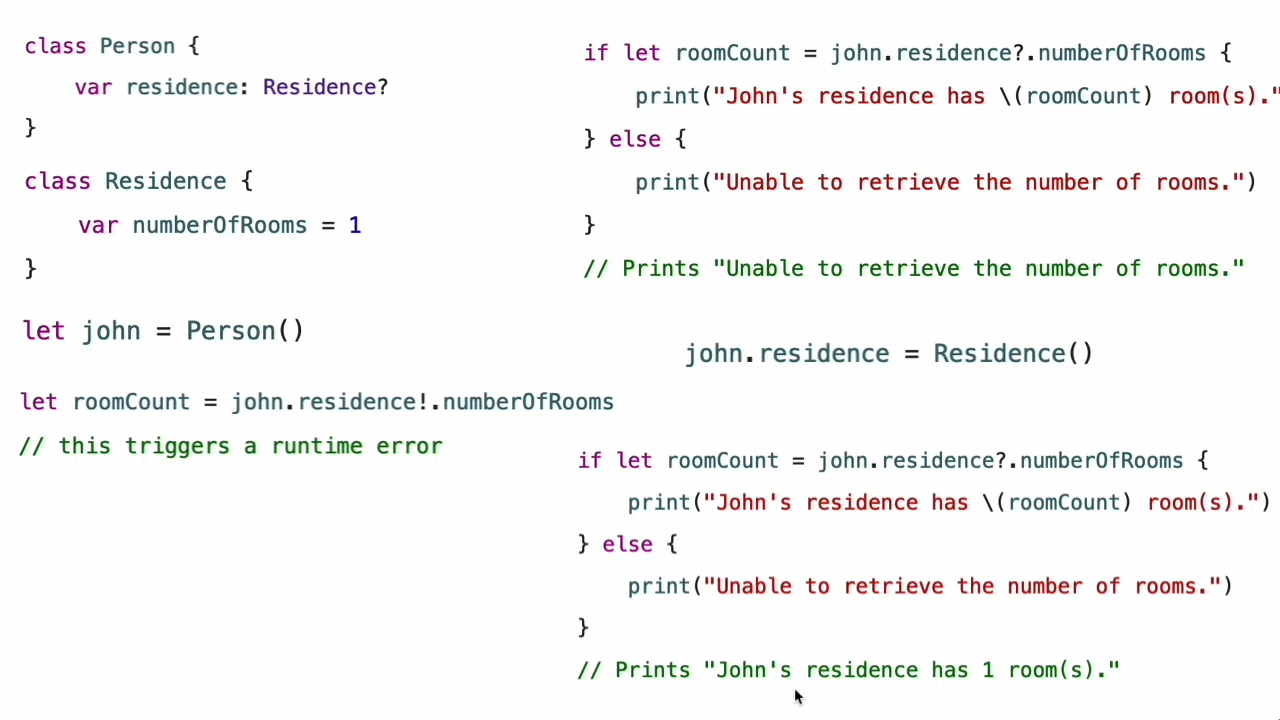 class Person {
var residence: Residence?
}
class Residence {
var numberOfRooms = 1
}
let john = Person()
let roomCount = john.residence!.numberOfRooms
// this triggers a runtime error
if let roomCount = john.residence?.numberOfRooms {
print("John's residence has \(roomCount) room(s)."
} else {
print("Unable to retrieve the number of rooms.")
}
// Prints "Unable to retrieve the number of rooms."
john.residence = Residence()
if let roomCount = john.residence?.numberOfRooms {
print("John's residence has \(roomCount) room(s).")
} else {
print("Unable to retrieve the number of rooms.")
}
// Prints "John's residence has 1 room(s)."